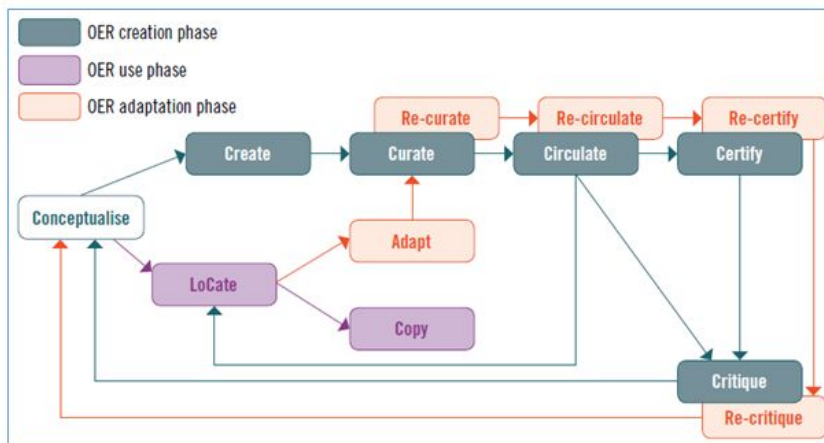 OER creation phase
OER use phase
OER adaptation phase
Re-curate
Re-circulate
Re-certify
Create
Curate
Circulate
Certify
Conceptualise
Adapt
LoCate
Copy
Critique
Re-critique